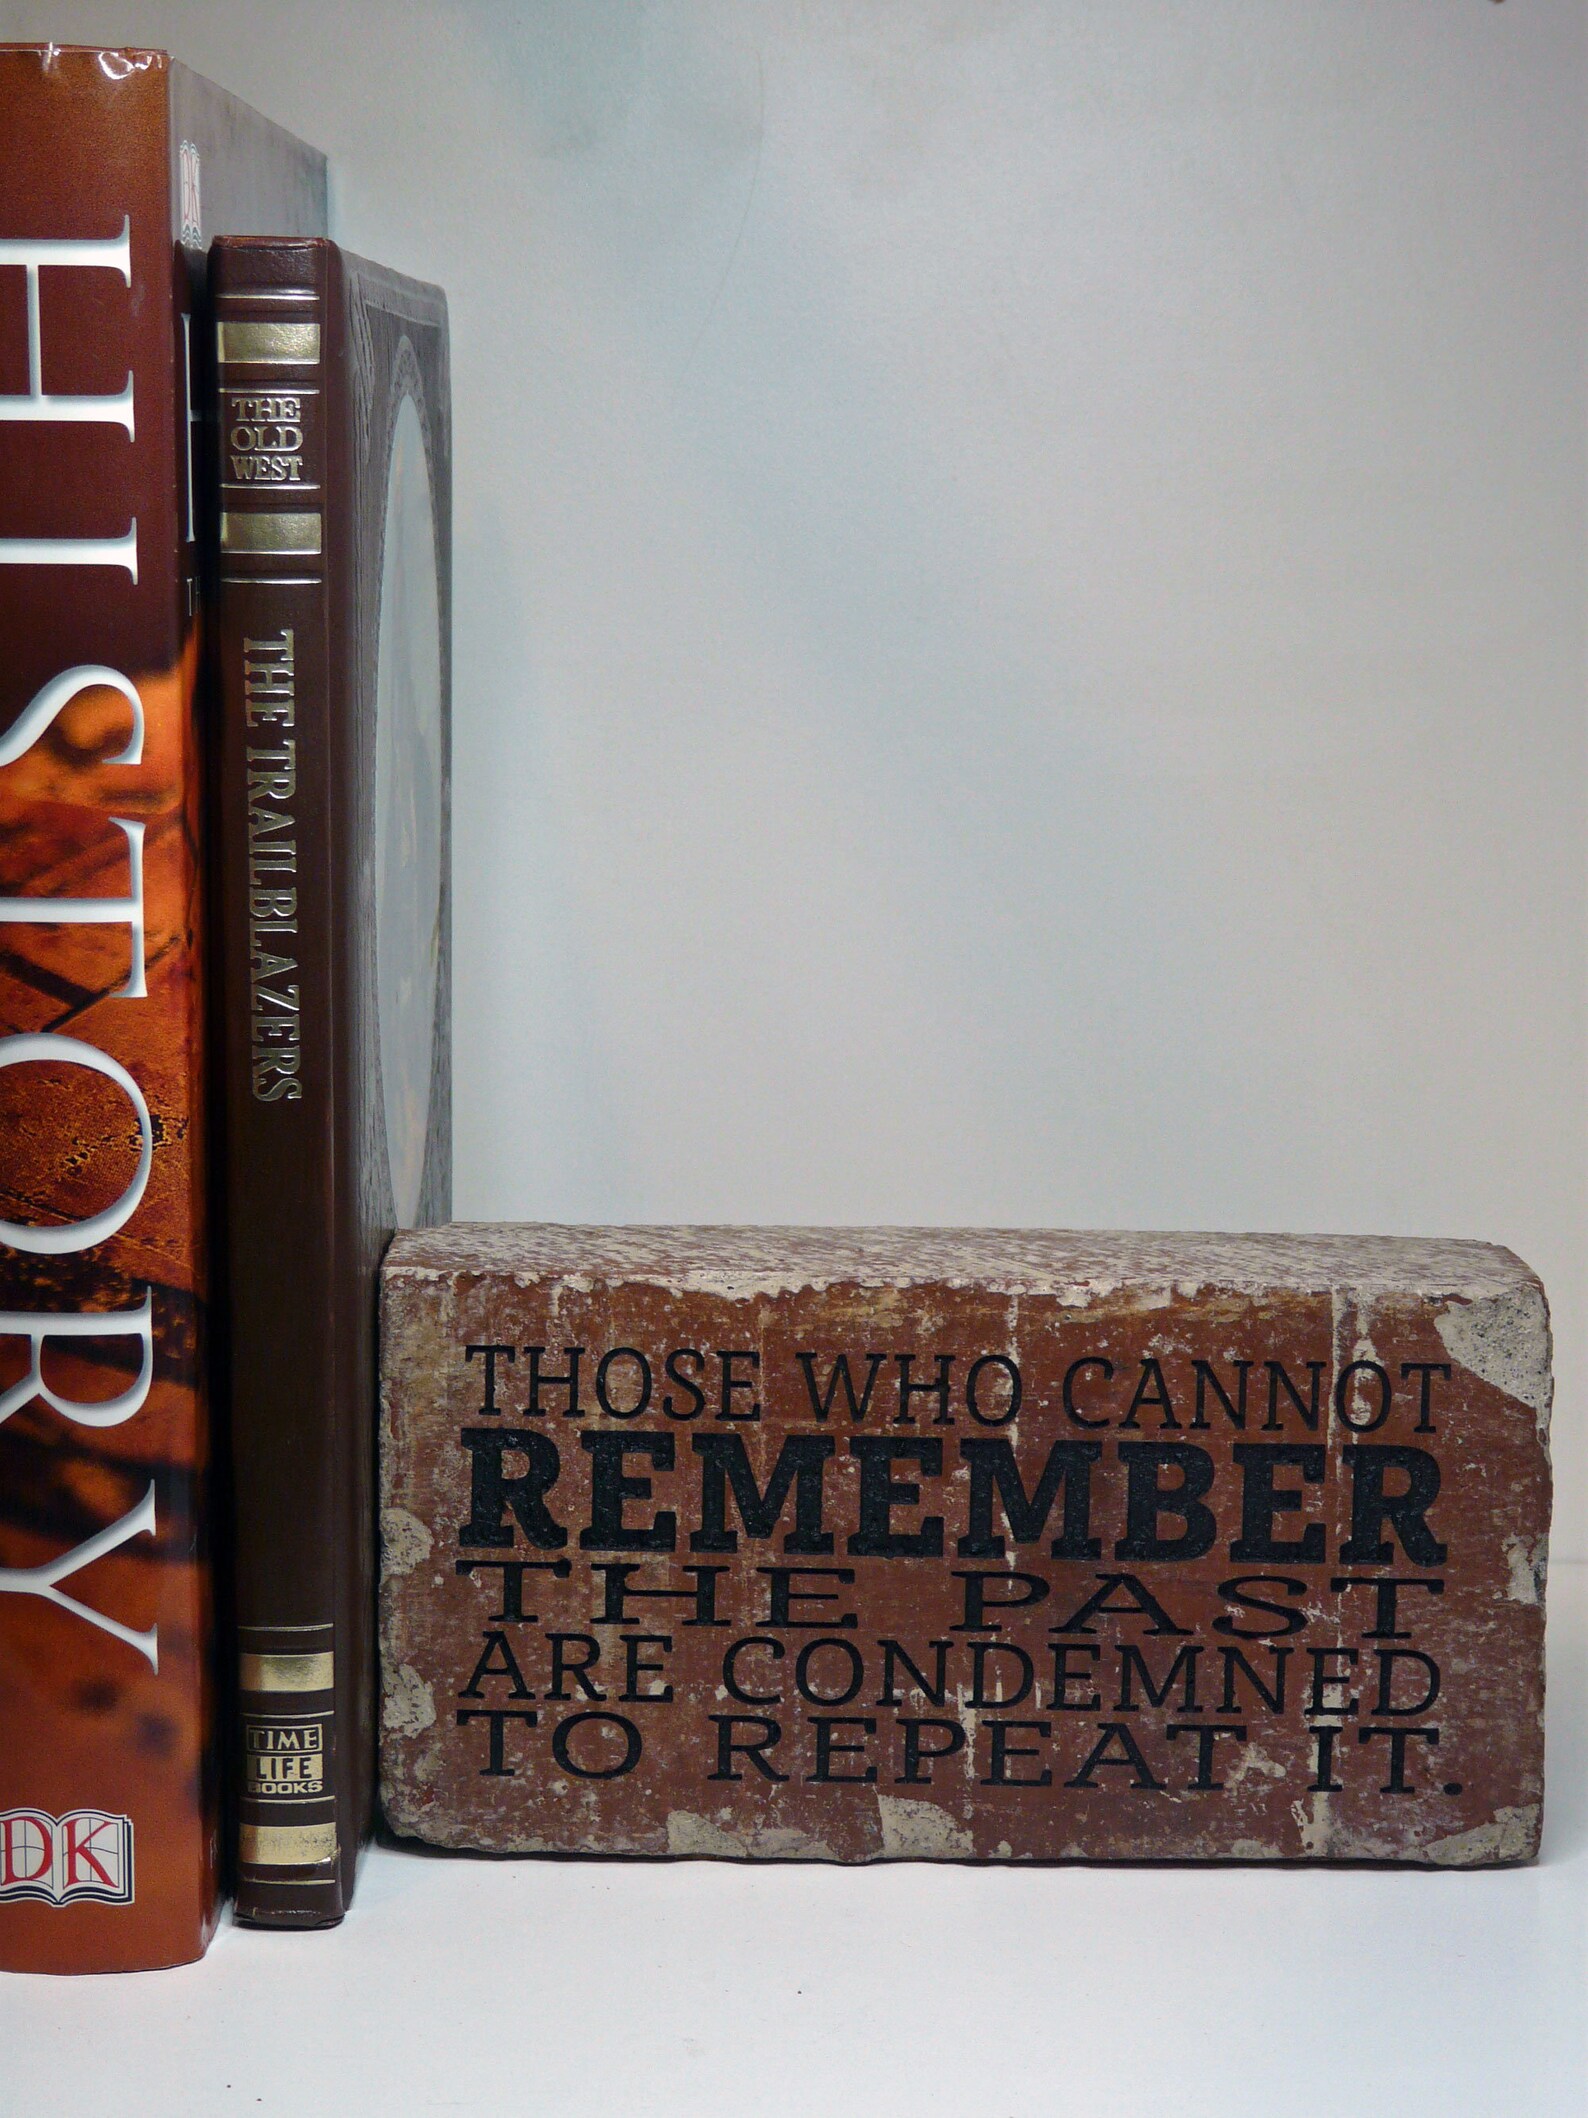 HISTORY
DK
DK
THE
OLD
WEST
THE TRAILBLAZERS
TIME
LIFE
BOOKS
THOSE WHO CANNOT
REMEMBER
THE PAST
ARE CONDEMNED
TO REPEAT IT.